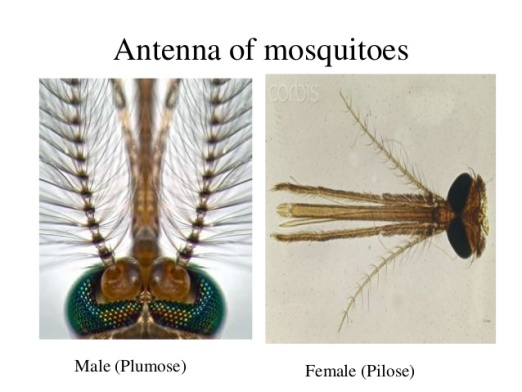 Antenna of mosquitoes
corbis
Male (Plumose)
Female (Pilose)